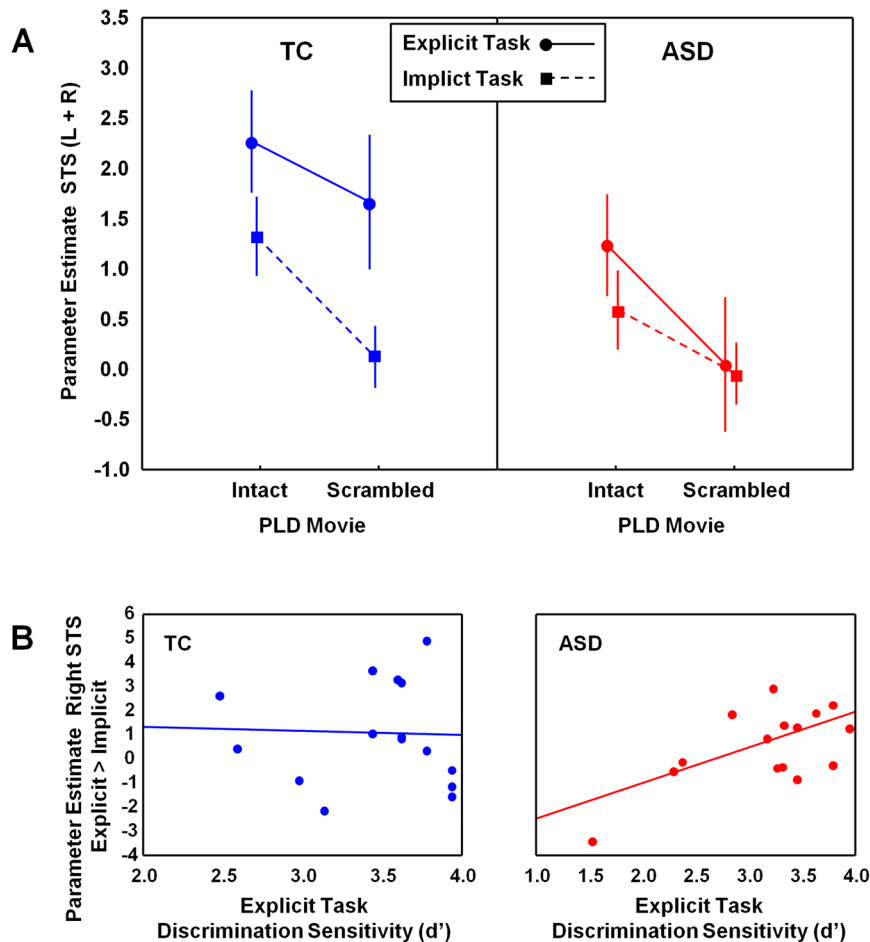 A
3.5
3.0
2.5
2.0
1.5
1.0
0.5
0.0
-0.5
-1.0
Parameter Estimate STS (L + R)
TC
Explicit Task
Implict Task
ASD
Intact Scrambled
PLD Movie
Intact Scrambled
PLD Movie
B
6
5
4
3
2
1
0
-1
-2
-3
-4
Parameter Estimate Right STS
Explicit > Implicit
TC
2.0 2.5 3.0 3.5 4.0
Explicit Task
Discrimination Sensitivity (d’)
ASD
1.0 1.5 2.0 2.5 3.0 3.5 4.0
Explicit Task
Discrimination Sensitivity (d’)